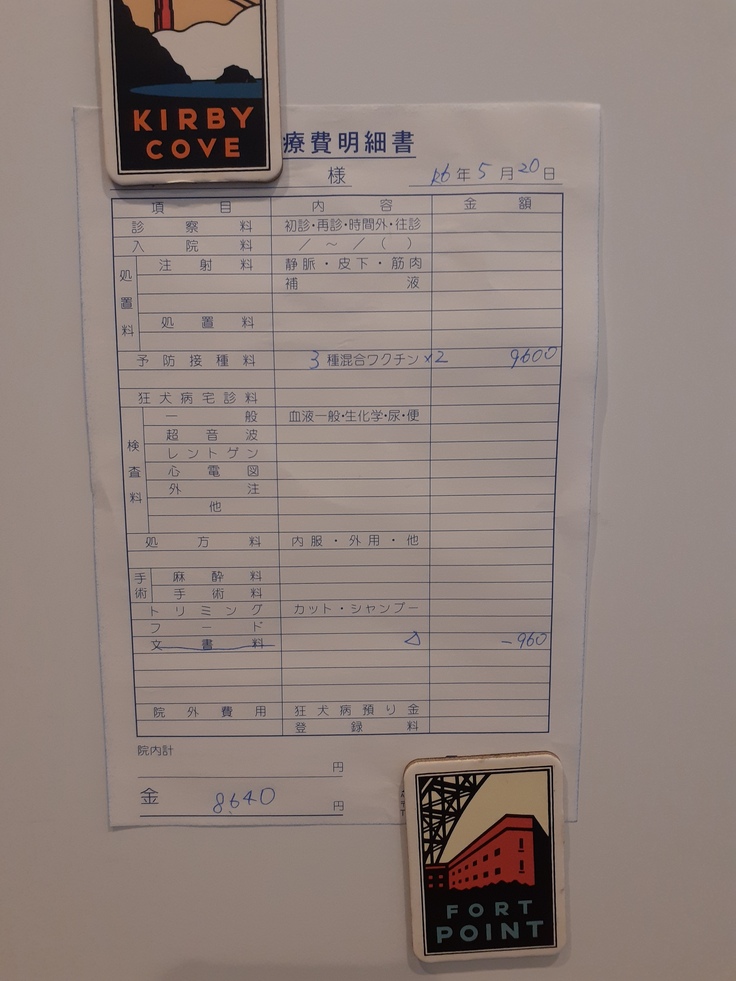 KIRBY
COVE
療費明細書
様 R6年5月20日
項目 内容 金額
診察料 初診・再診・時間外・往診
入院料 / ～ / ( )
処置料
注射料 静脈・皮下・筋肉
補液
処置料
予防接種料 3種混合ワクチン×2 9600
狂犬病宅診料
検査料
一般 血液一般・生化学・尿・便
超音波
レントゲン
心電図
外注
他
処方料 内服・外用・他
手術
麻酔料
手術料
トリミング カット・シャンプー
フード
文書料 △ -960
院外費用 狂犬病預り金
登録料
院内計
円
金 8,640 円
FORT
POINT